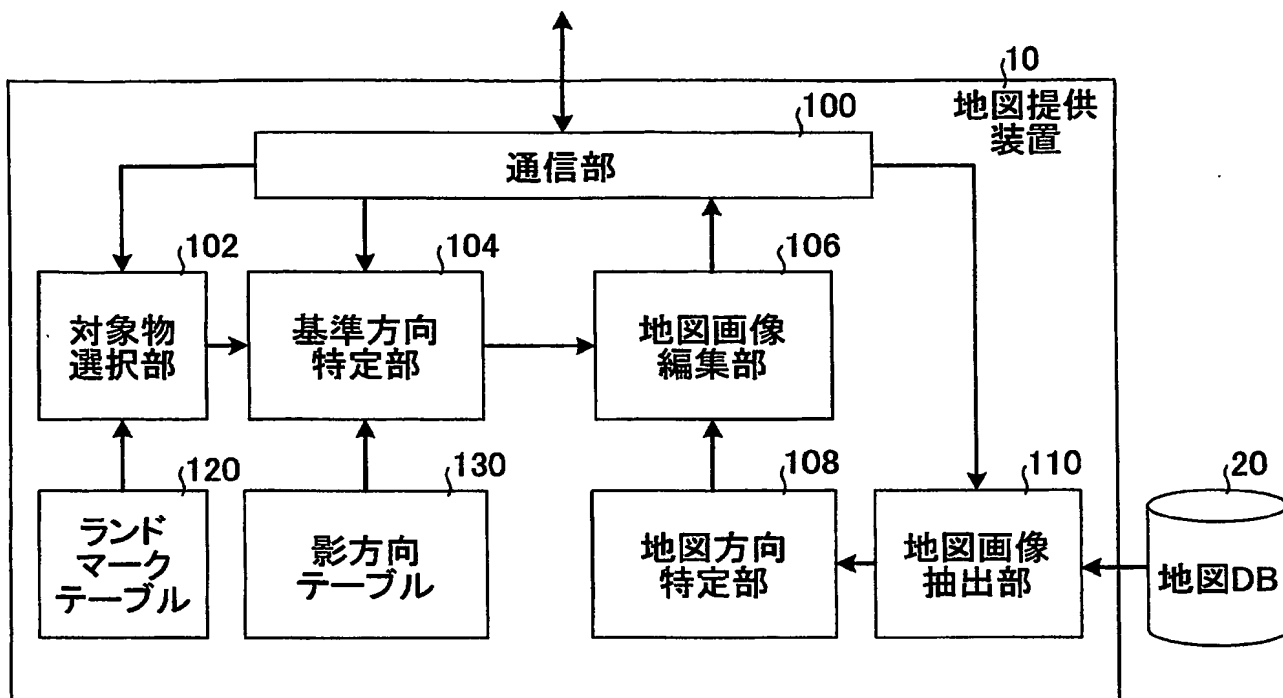 10
地図提供
装置
100
通信部
102
対象物
選択部
104
基準方向
特定部
106
地図画像
編集部
120
ランド
マーク
テーブル
130
影方向
テーブル
108
地図方向
特定部
110
地図画像
抽出部
20
地図DB